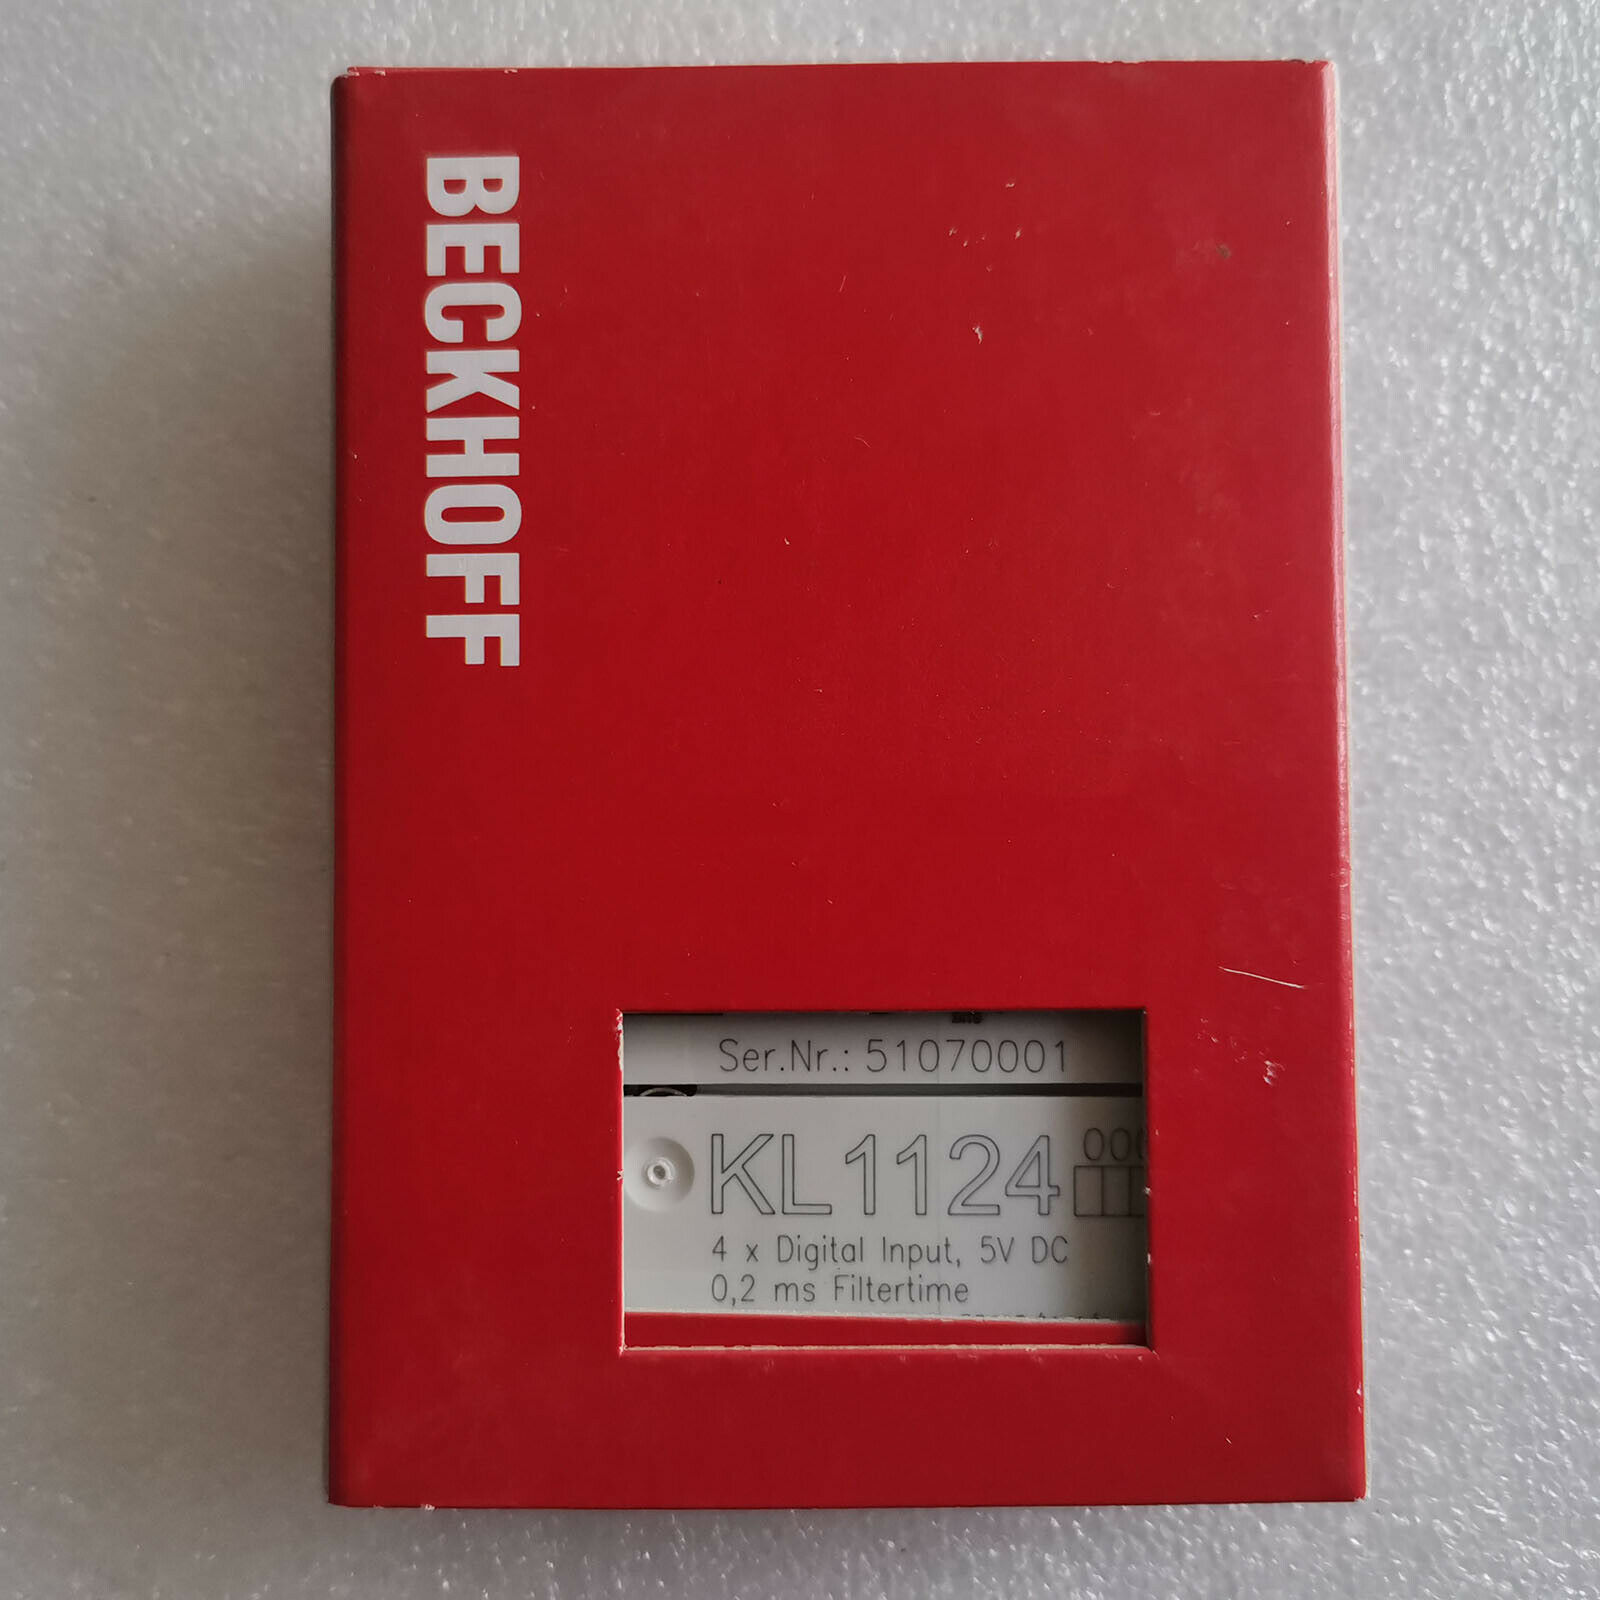 BECKHOFF
Ser.Nr.: 51070001
KL1124
4 x Digital Input, 5V DC
0,2 ms Filtertime